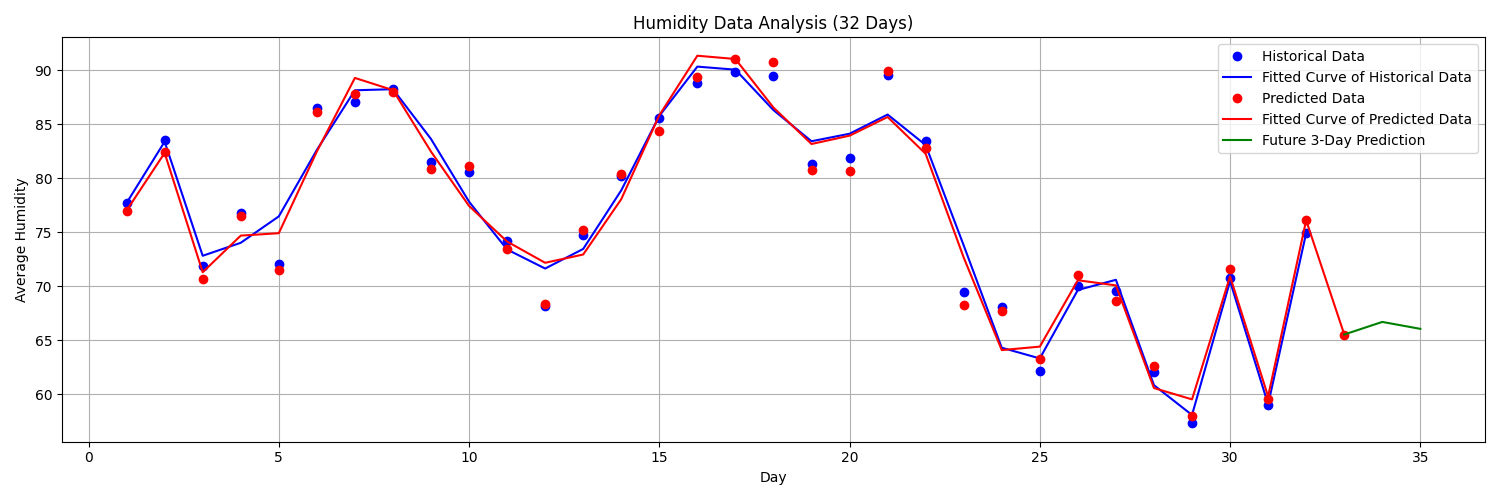 Humidity Data Analysis (32 Days)
Historical Data
Fitted Curve of Historical Data
Predicted Data
Fitted Curve of Predicted Data
Future 3-Day Prediction
Average Humidity
90
85
80
75
70
65
60
0 5 10 15 20 25 30 35
Day